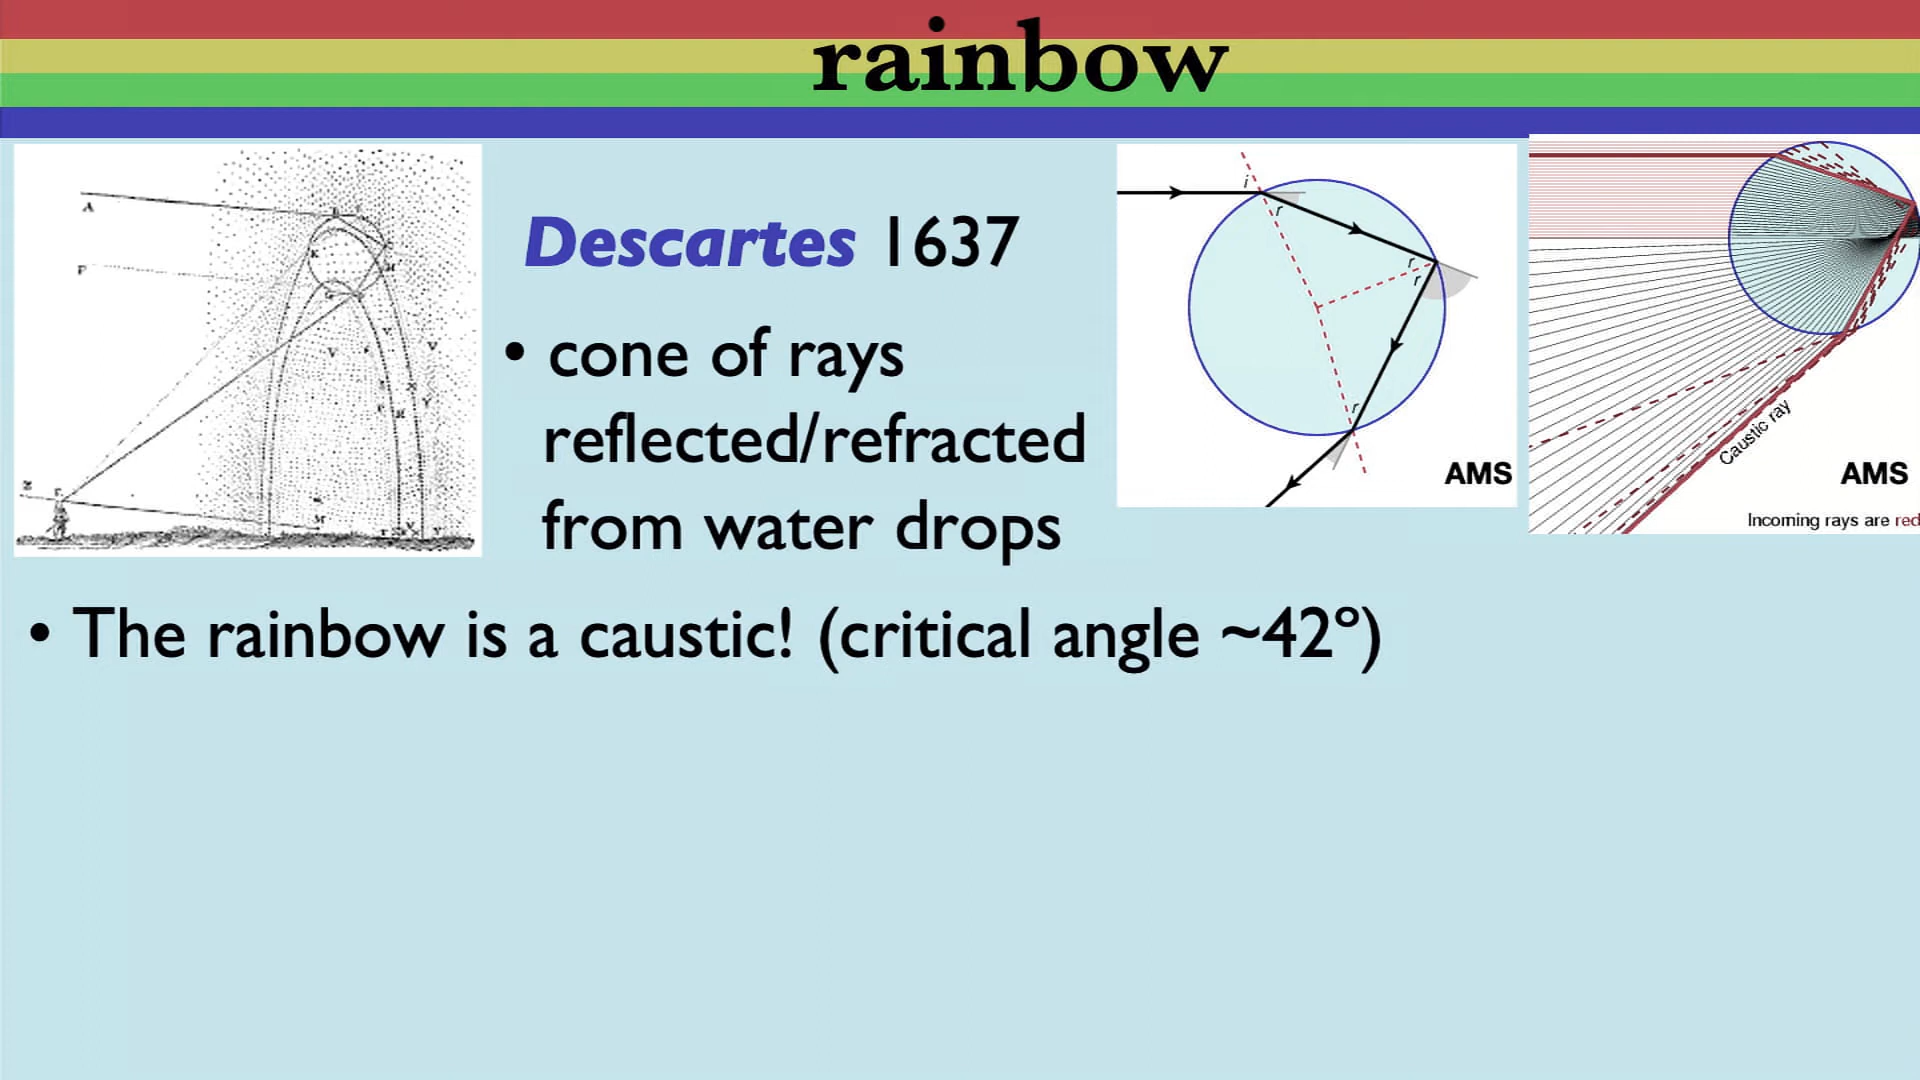 rainbow
Descartes 1637
• cone of rays
reflected/refracted
from water drops
• The rainbow is a caustic! (critical angle ~42º)
A
F
K
Z
M
V
i
r
r
r
r
AMS
Caustic ray
AMS
Incoming rays are red